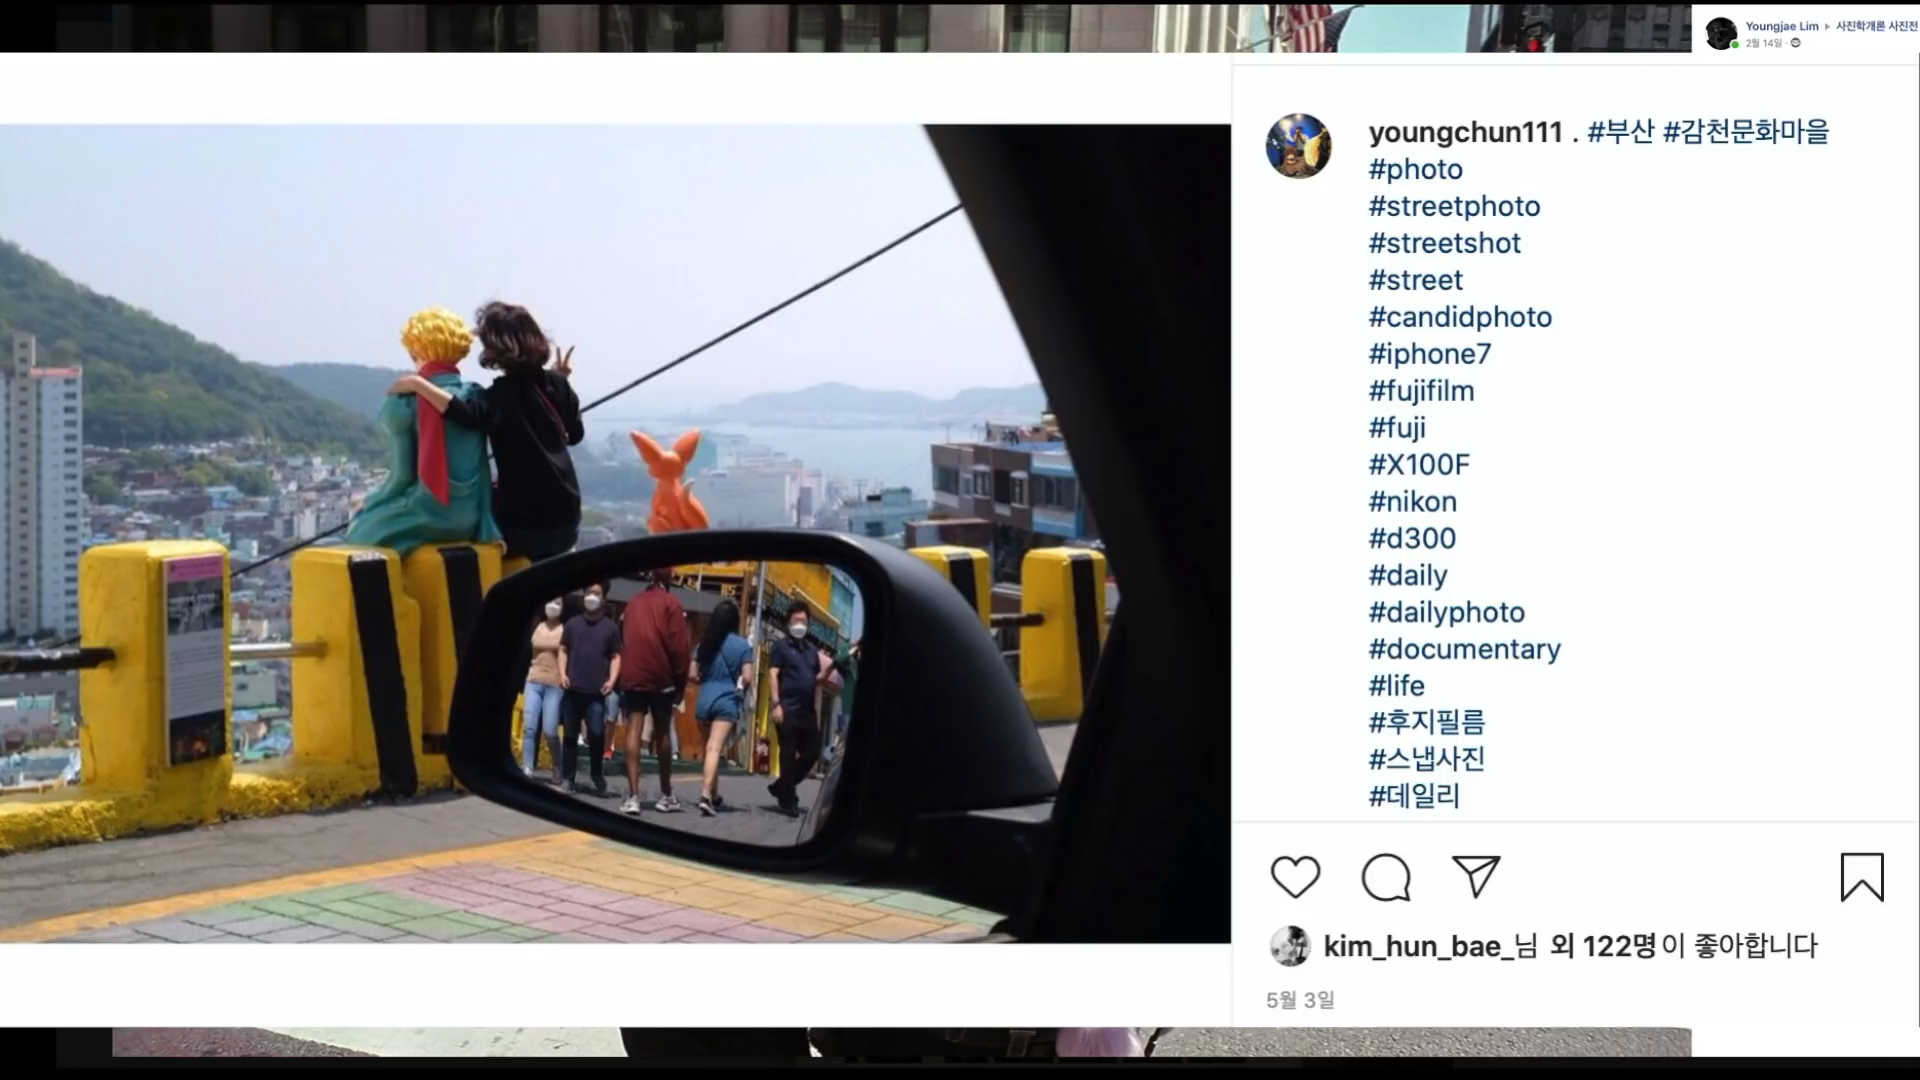 Youngjae Lim ▸ 사진학개론 사진전
2월 14일 ·
youngchun111 . #부산 #감천문화마을
#photo
#streetphoto
#streetshot
#street
#candidphoto
#iphone7
#fujifilm
#fuji
#X100F
#nikon
#d300
#daily
#dailyphoto
#documentary
#life
#후지필름
#스냅사진
#데일리
kim_hun_bae_님 외 122명이 좋아합니다
5월 3일